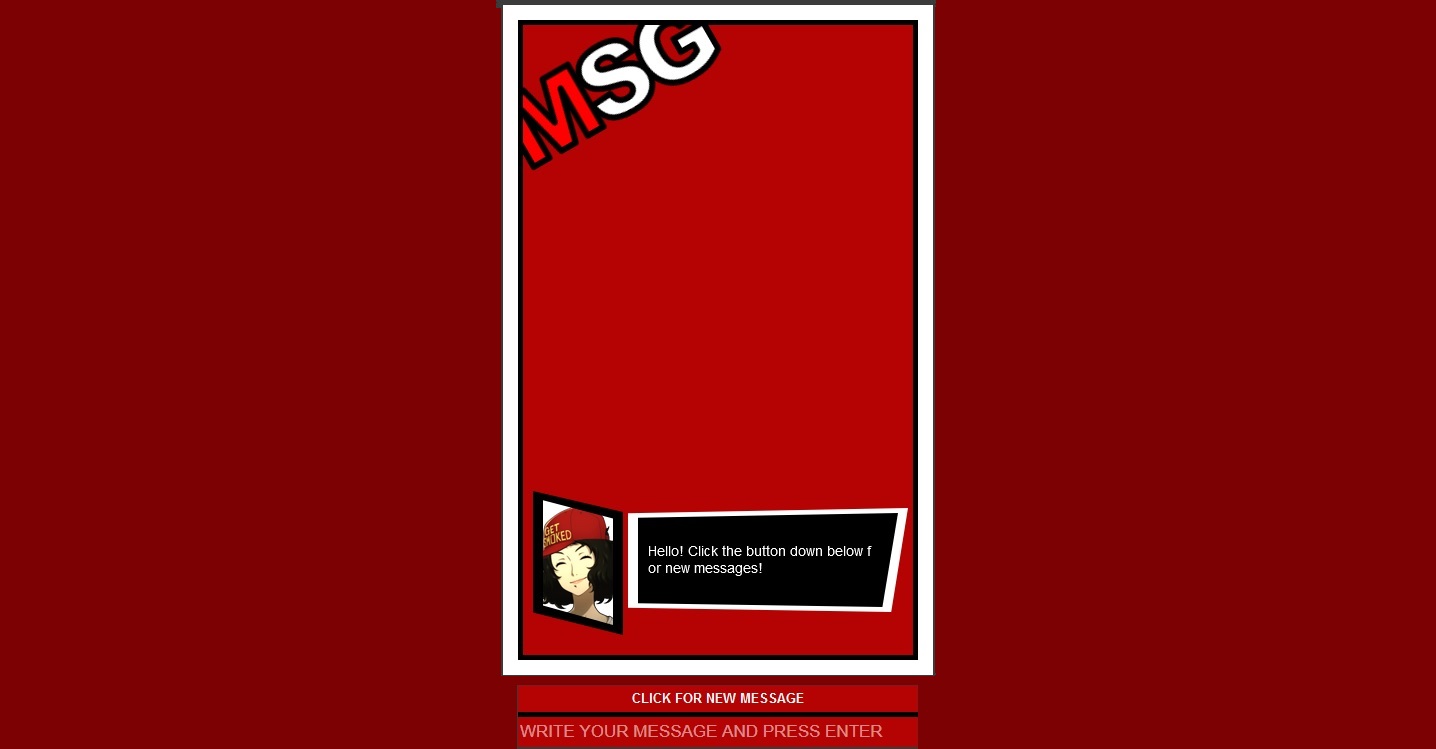 MSG
GET
SMOKED
Hello! Click the button down below f
or new messages!
CLICK FOR NEW MESSAGE
WRITE YOUR MESSAGE AND PRESS ENTER